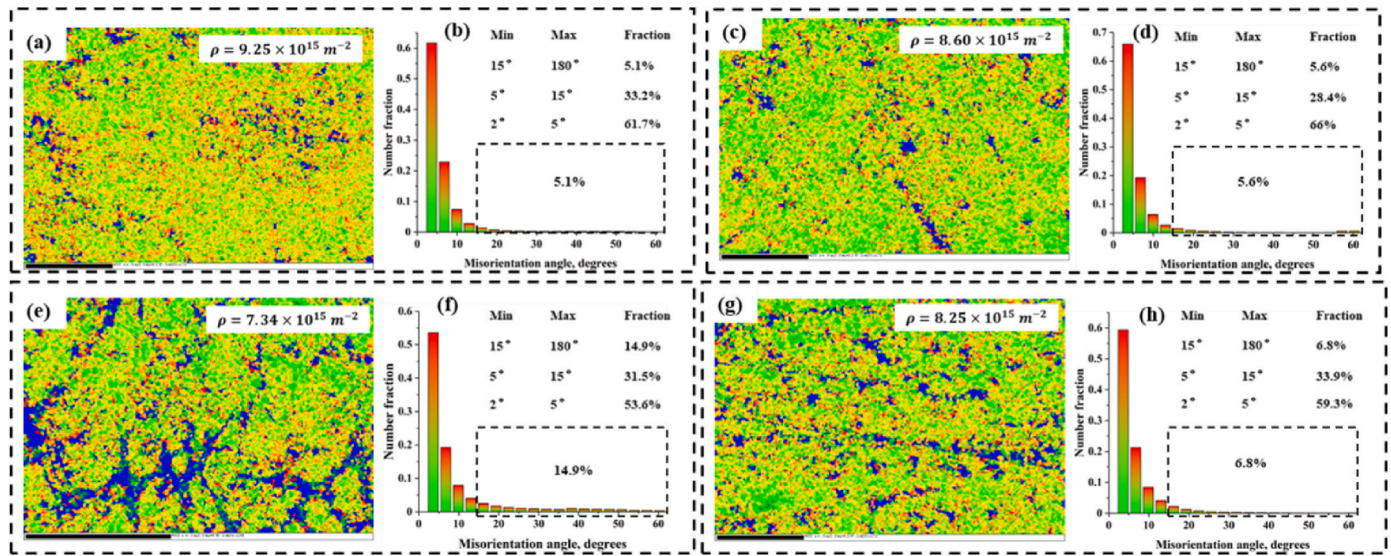 (a)
ρ = 9.25 × 10¹⁵ m⁻²
(b)
Min Max Fraction
15° 180° 5.1%
5° 15° 33.2%
2° 5° 61.7%
5.1%
Number fraction
0.6
0.5
0.4
0.3
0.2
0.1
0
0 10 20 30 40 50 60
Misorientation angle, degrees
(c)
ρ = 8.60 × 10¹⁵ m⁻²
(d)
Min Max Fraction
15° 180° 5.6%
5° 15° 28.4%
2° 5° 66%
5.6%
Number fraction
0.7
0.6
0.5
0.4
0.3
0.2
0.1
0
0 10 20 30 40 50 60
Misorientation angle, degrees
(e)
ρ = 7.34 × 10¹⁵ m⁻²
(f)
Min Max Fraction
15° 180° 14.9%
5° 15° 31.5%
2° 5° 53.6%
14.9%
Number fraction
0.6
0.5
0.4
0.3
0.2
0.1
0
0 10 20 30 40 50 60
Misorientation angle, degrees
(g)
ρ = 8.25 × 10¹⁵ m⁻²
(h)
Min Max Fraction
15° 180° 6.8%
5° 15° 33.9%
2° 5° 59.3%
6.8%
Number fraction
0.6
0.5
0.4
0.3
0.2
0.1
0
0 10 20 30 40 50 60
Misorientation angle, degrees